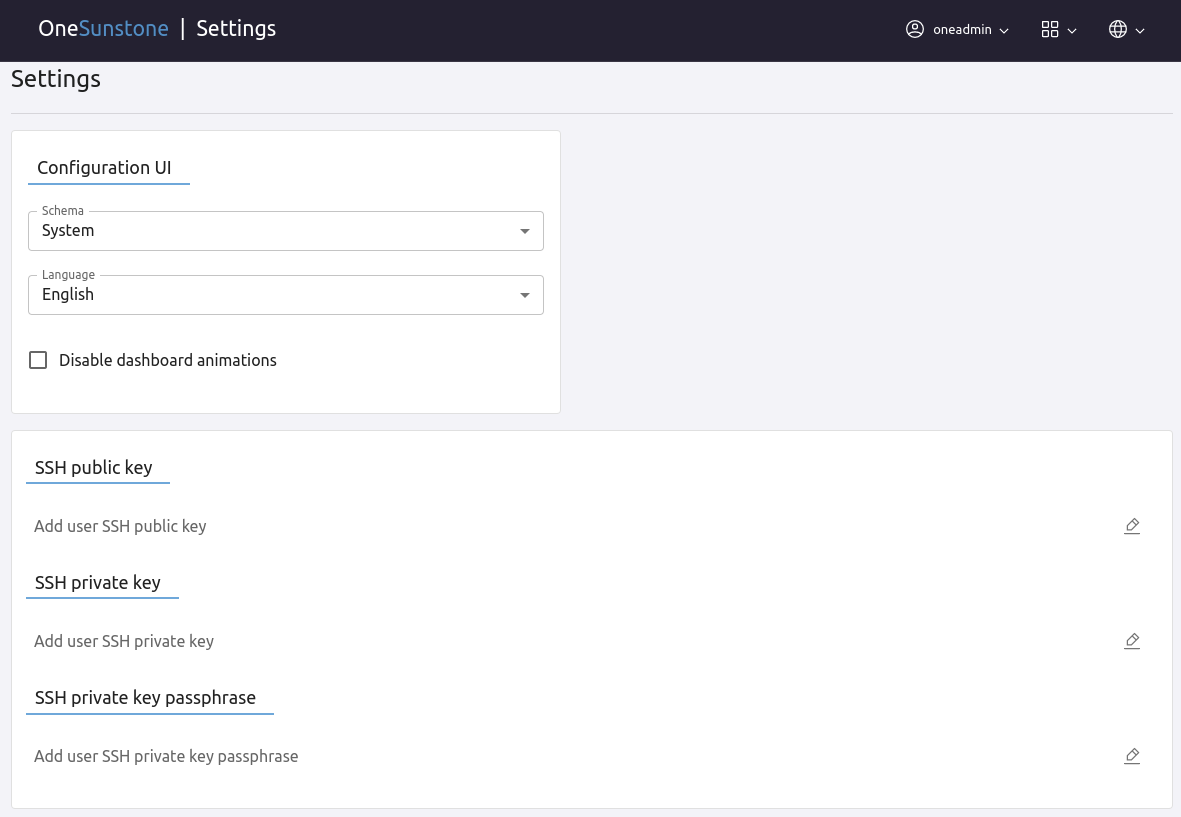 OneSunstone | Settings
oneadmin
Settings
Configuration UI
Schema
System
Language
English
Disable dashboard animations
SSH public key
Add user SSH public key
SSH private key
Add user SSH private key
SSH private key passphrase
Add user SSH private key passphrase